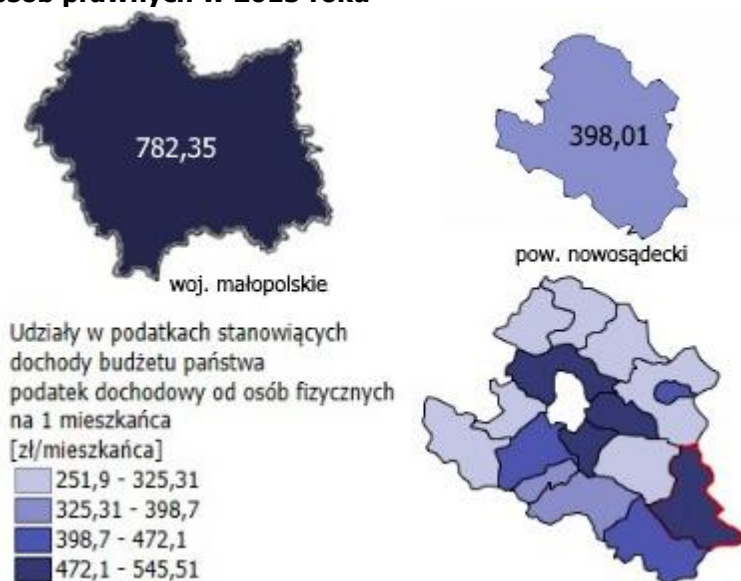 osób prawnych w 2015 roku
782,35
398,01
woj. małopolskie
pow. nowosądecki
Udziały w podatkach stanowiących
dochody budżetu państwa
podatek dochodowy od osób fizycznych
na 1 mieszkańca
[zł/mieszkańca]
251,9 - 325,31
325,31 - 398,7
398,7 - 472,1
472,1 - 545,51